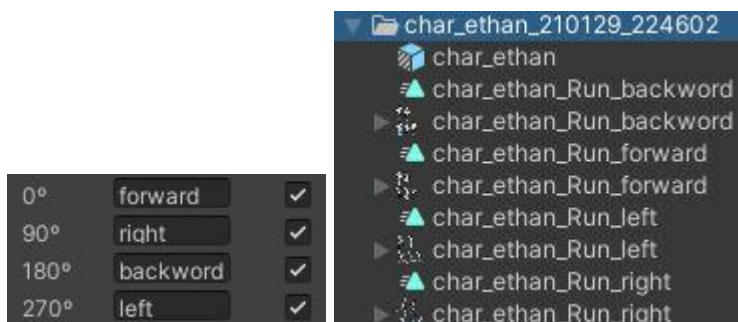 0° forward
90° right
180° backword
270° left
char_ethan_210129_224602
char_ethan
char_ethan_Run_backword
char_ethan_Run_backword
char_ethan_Run_forward
char_ethan_Run_forward
char_ethan_Run_left
char_ethan_Run_left
char_ethan_Run_right
char_ethan_Run_right